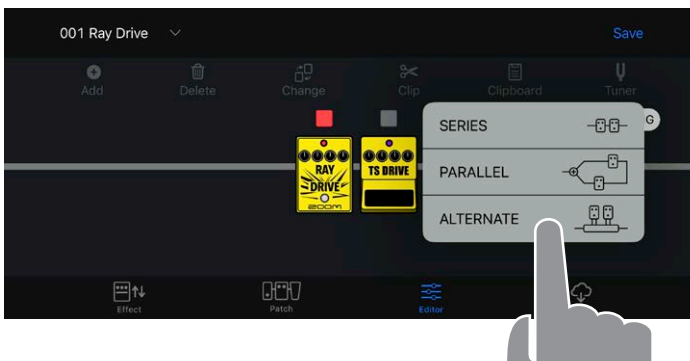 001 Ray Drive Save
Add Delete Change Clip Clipboard Tuner
G
SERIES
RAY DRIVE ZOOM
TS DRIVE
PARALLEL
ALTERNATE
Effect Patch Editor